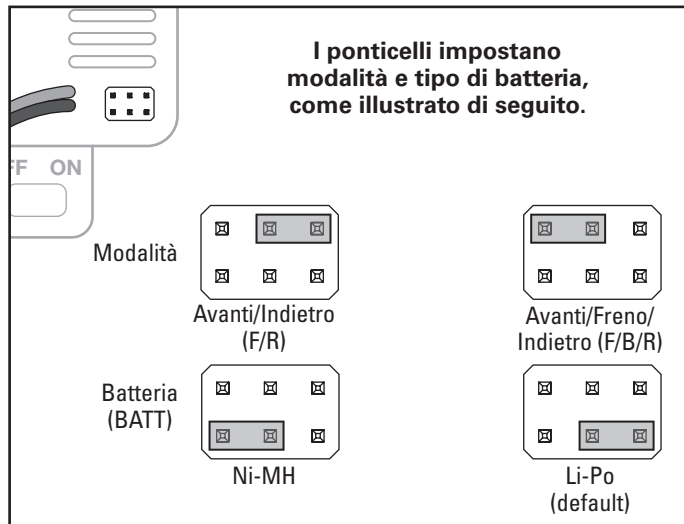 I ponticelli impostano
modalità e tipo di batteria,
come illustrato di seguito.
FF ON
Modalità
Avanti/Indietro
(F/R)
Avanti/Freno/
Indietro (F/B/R)
Batteria
(BATT)
Ni-MH
Li-Po
(default)